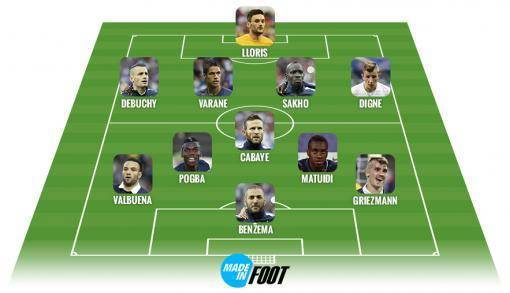 LLORIS
DEBUCHY
VARANE
SAKHO
DIGNE
CABAYE
POGBA
MATUIDI
VALBUENA
GRIEZMANN
BENZEMA
MADE
IN
FOOT